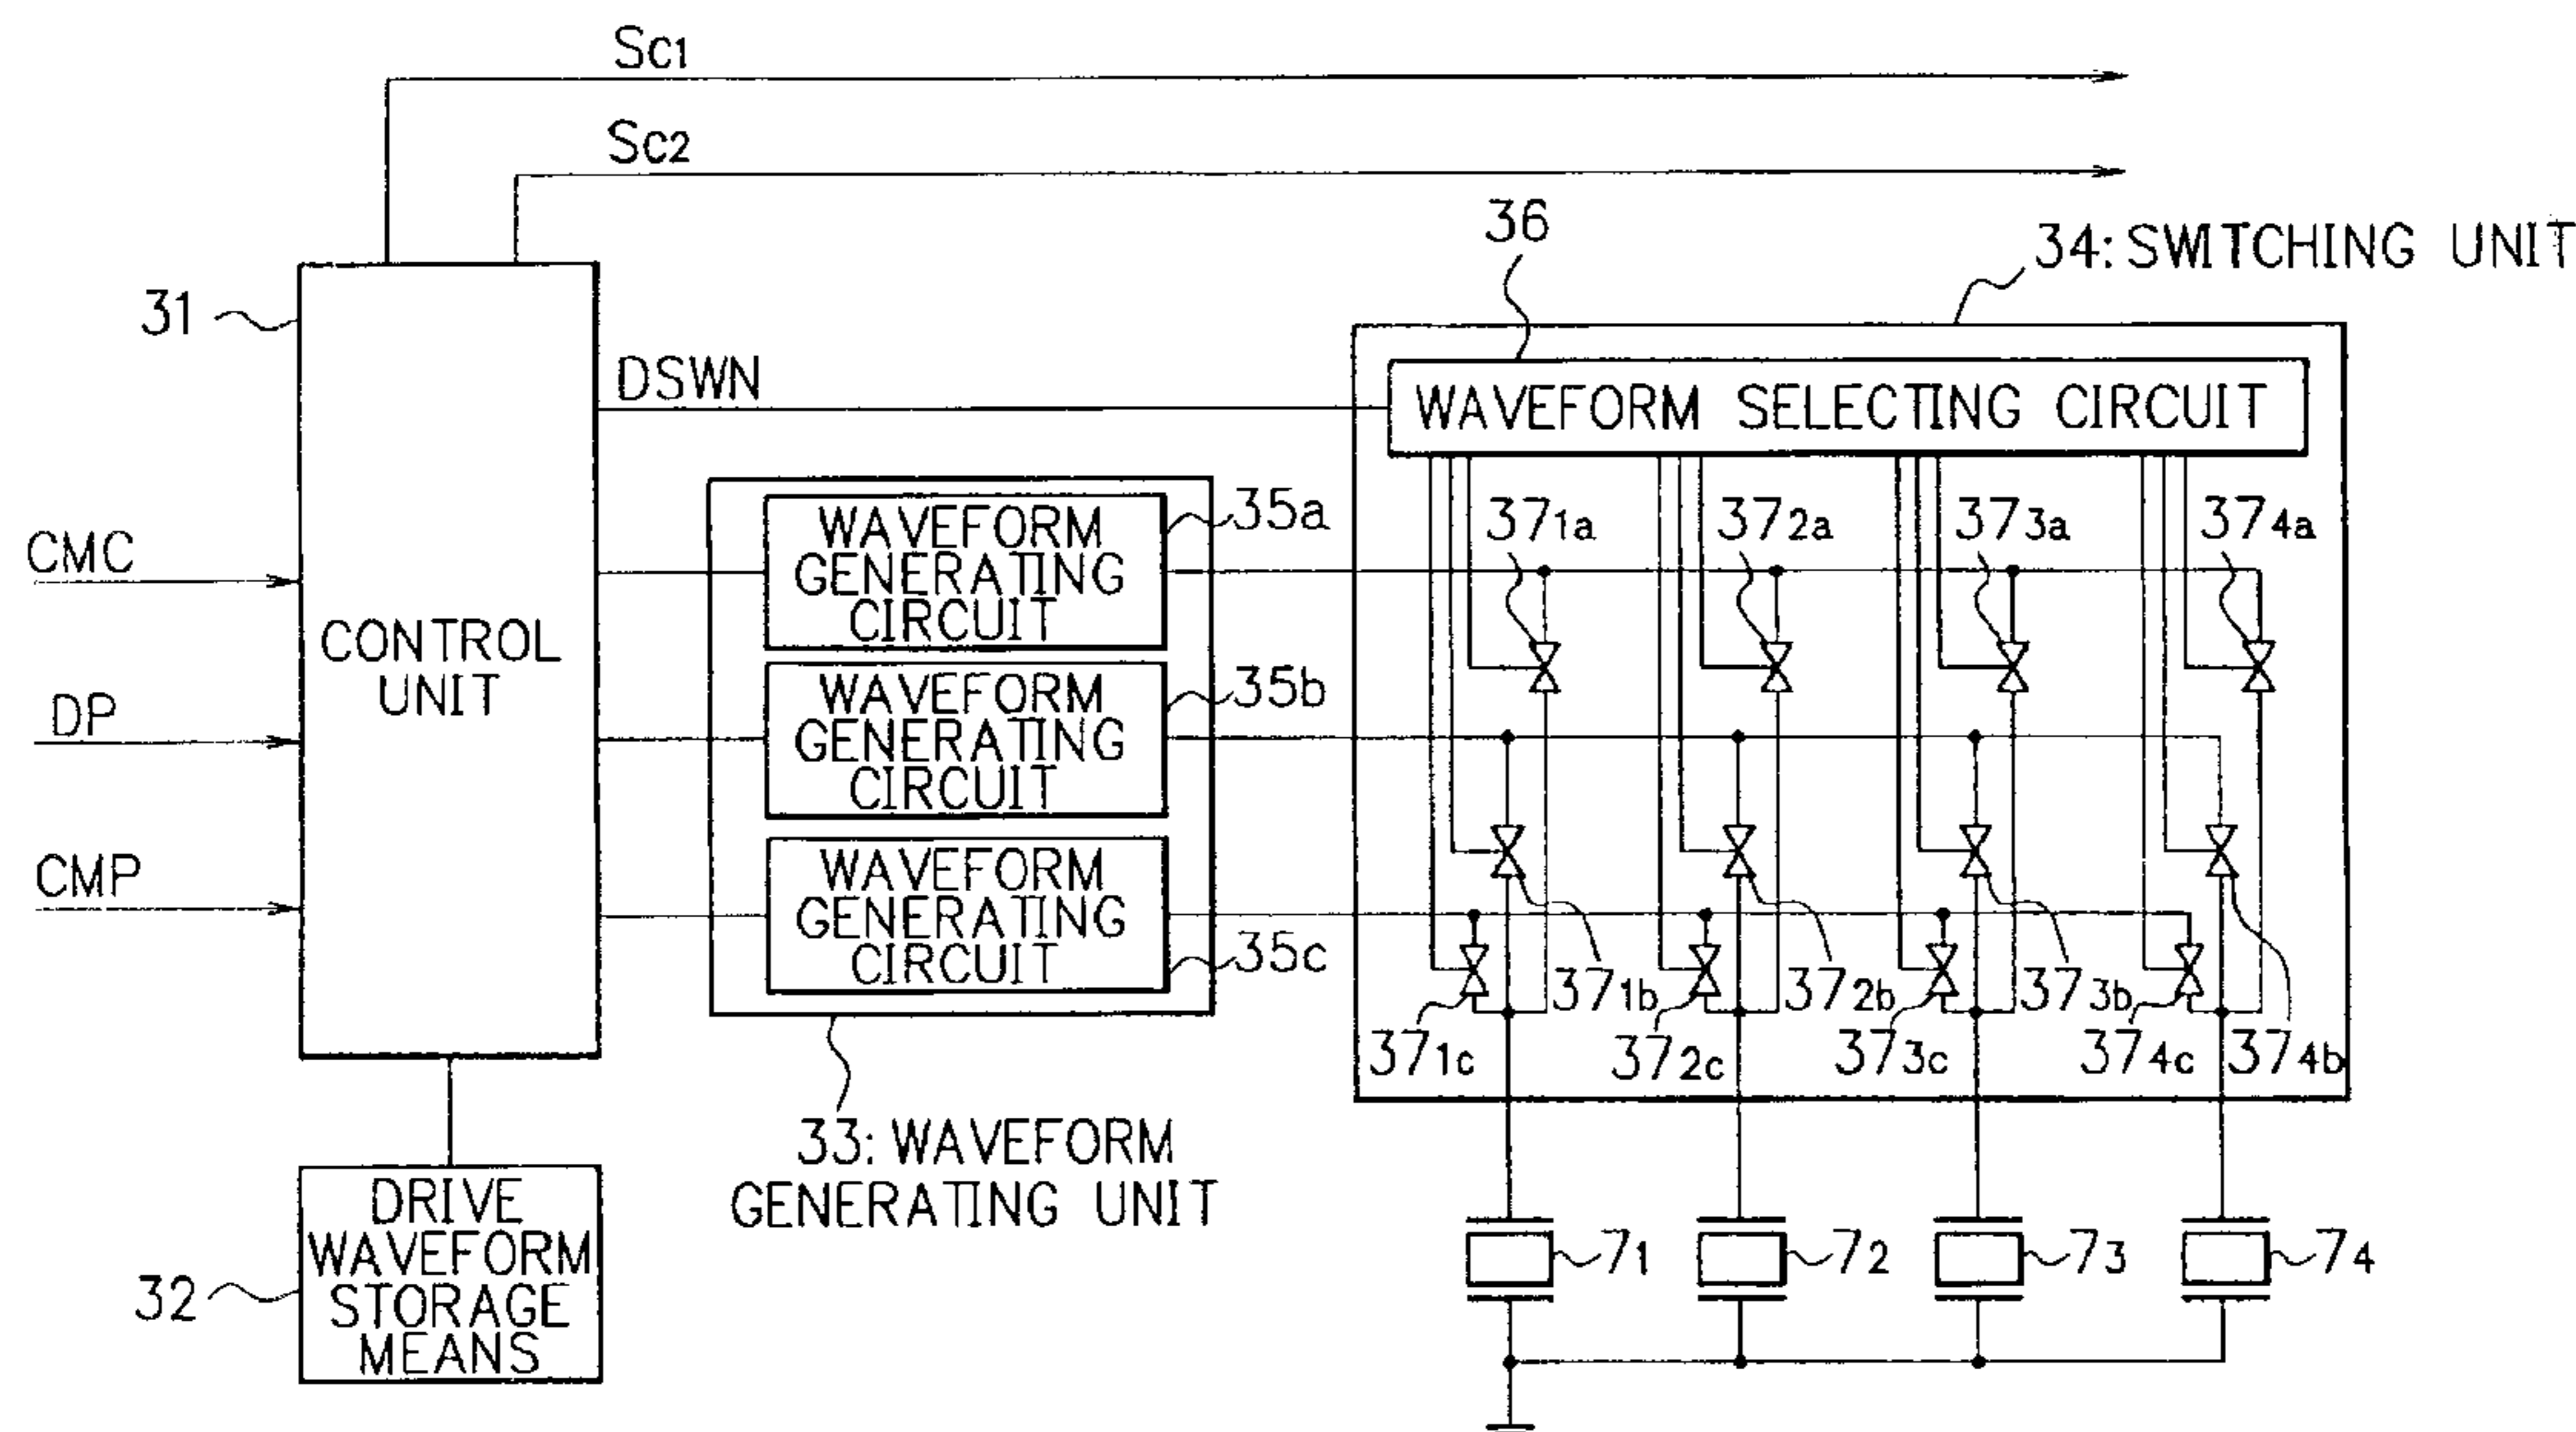 Sc1
Sc2
36
34: SWITCHING UNIT
31
DSWN
WAVEFORM SELECTING CIRCUIT
CMC
DP
CMP
CONTROL
UNIT
WAVEFORM
GENERATING
CIRCUIT
35a
WAVEFORM
GENERATING
CIRCUIT
35b
WAVEFORM
GENERATING
CIRCUIT
35c
371a
372a
373a
374a
371b
372b
373b
374b
371c
372c
373c
374c
33: WAVEFORM
GENERATING UNIT
32
DRIVE
WAVEFORM
STORAGE
MEANS
71
72
73
74